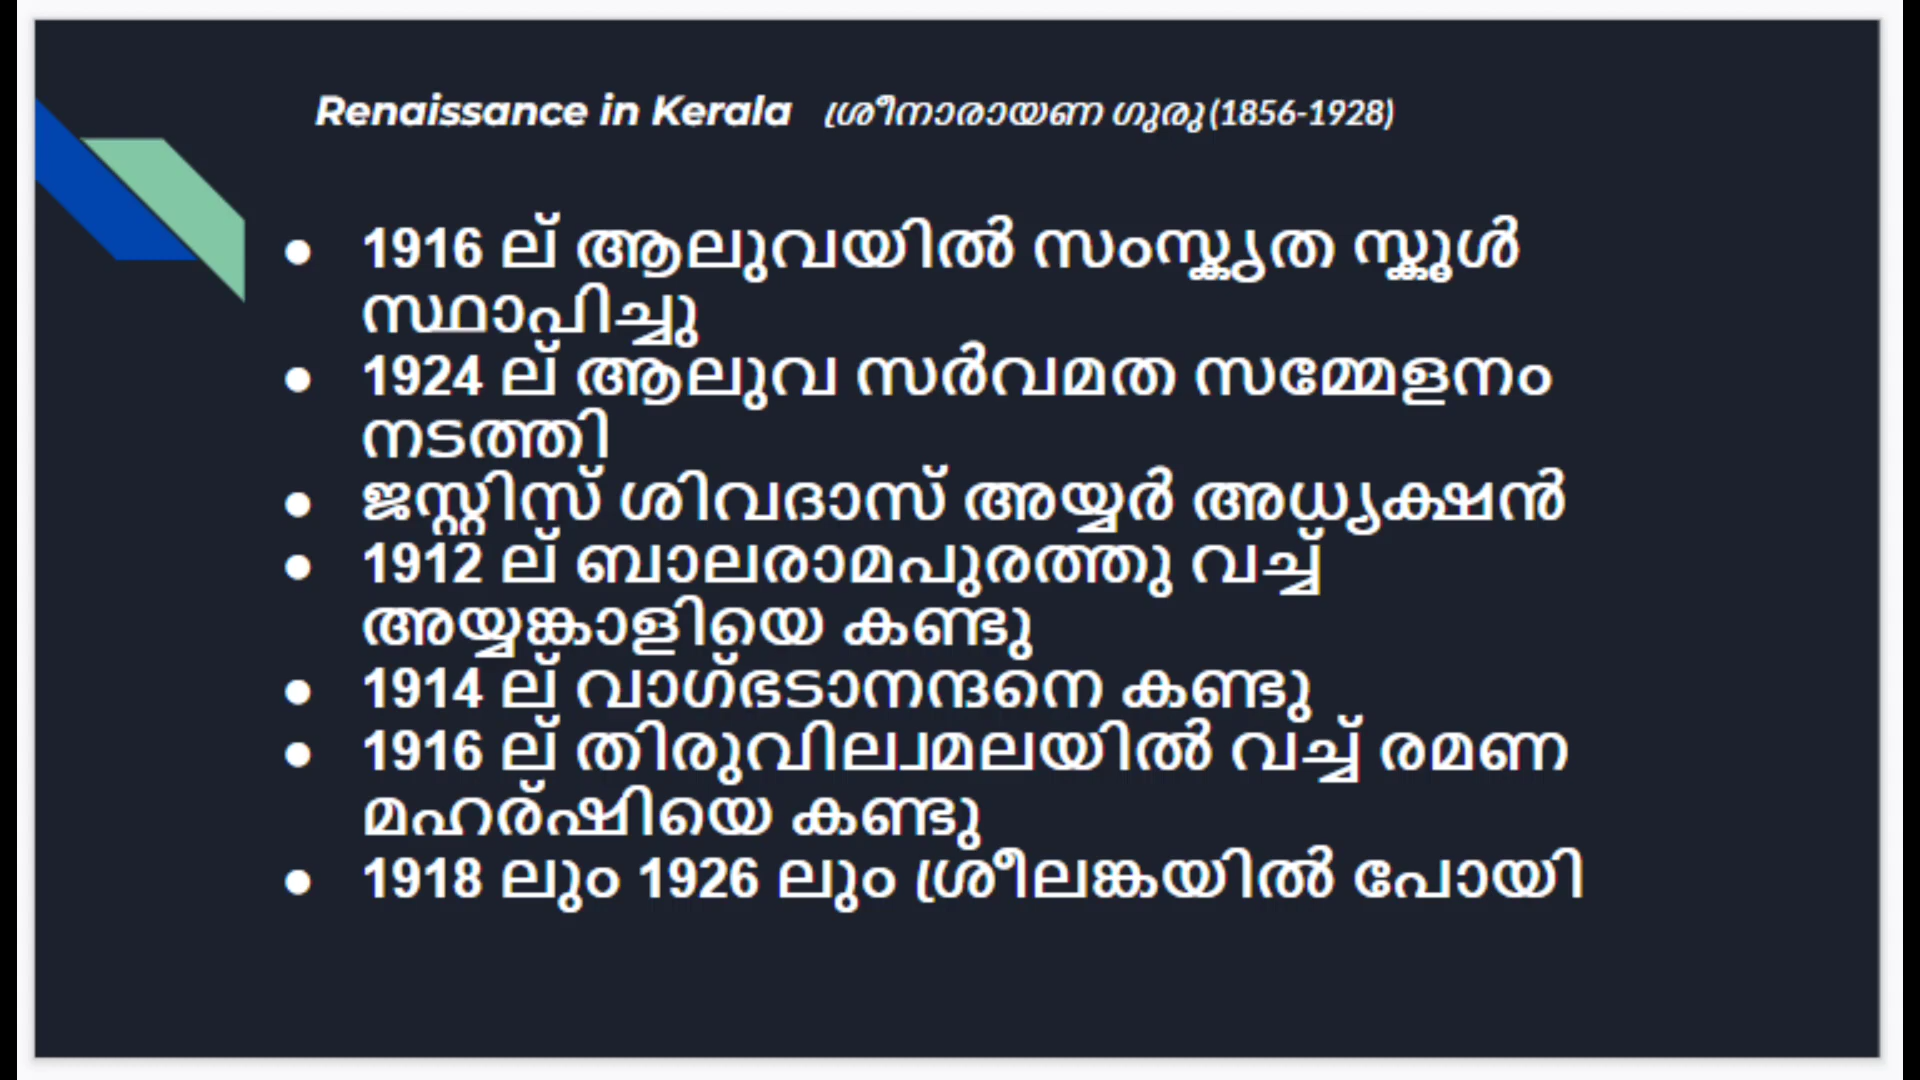 Renaissance in Kerala ശ്രീനാരായണ ഗുരു (1856-1928)
● 1916 ല് ആലുവയിൽ സംസ്കൃത സ്കൂൾ
സ്ഥാപിച്ചു
● 1924 ല് ആലുവ സർവമത സമ്മേളനം
നടത്തി
● ജസ്റ്റിസ് ശിവദാസ് അയ്യർ അധ്യക്ഷൻ
● 1912 ല് ബാലരാമപുരത്തു വച്ച്
അയ്യങ്കാളിയെ കണ്ടു
● 1914 ല് വാഗ്ഭടാനന്ദനെ കണ്ടു
● 1916 ല് തിരുവില്വമലയിൽ വച്ച് രമണ
മഹര്ഷിയെ കണ്ടു
● 1918 ലും 1926 ലും ശ്രീലങ്കയിൽ പോയി